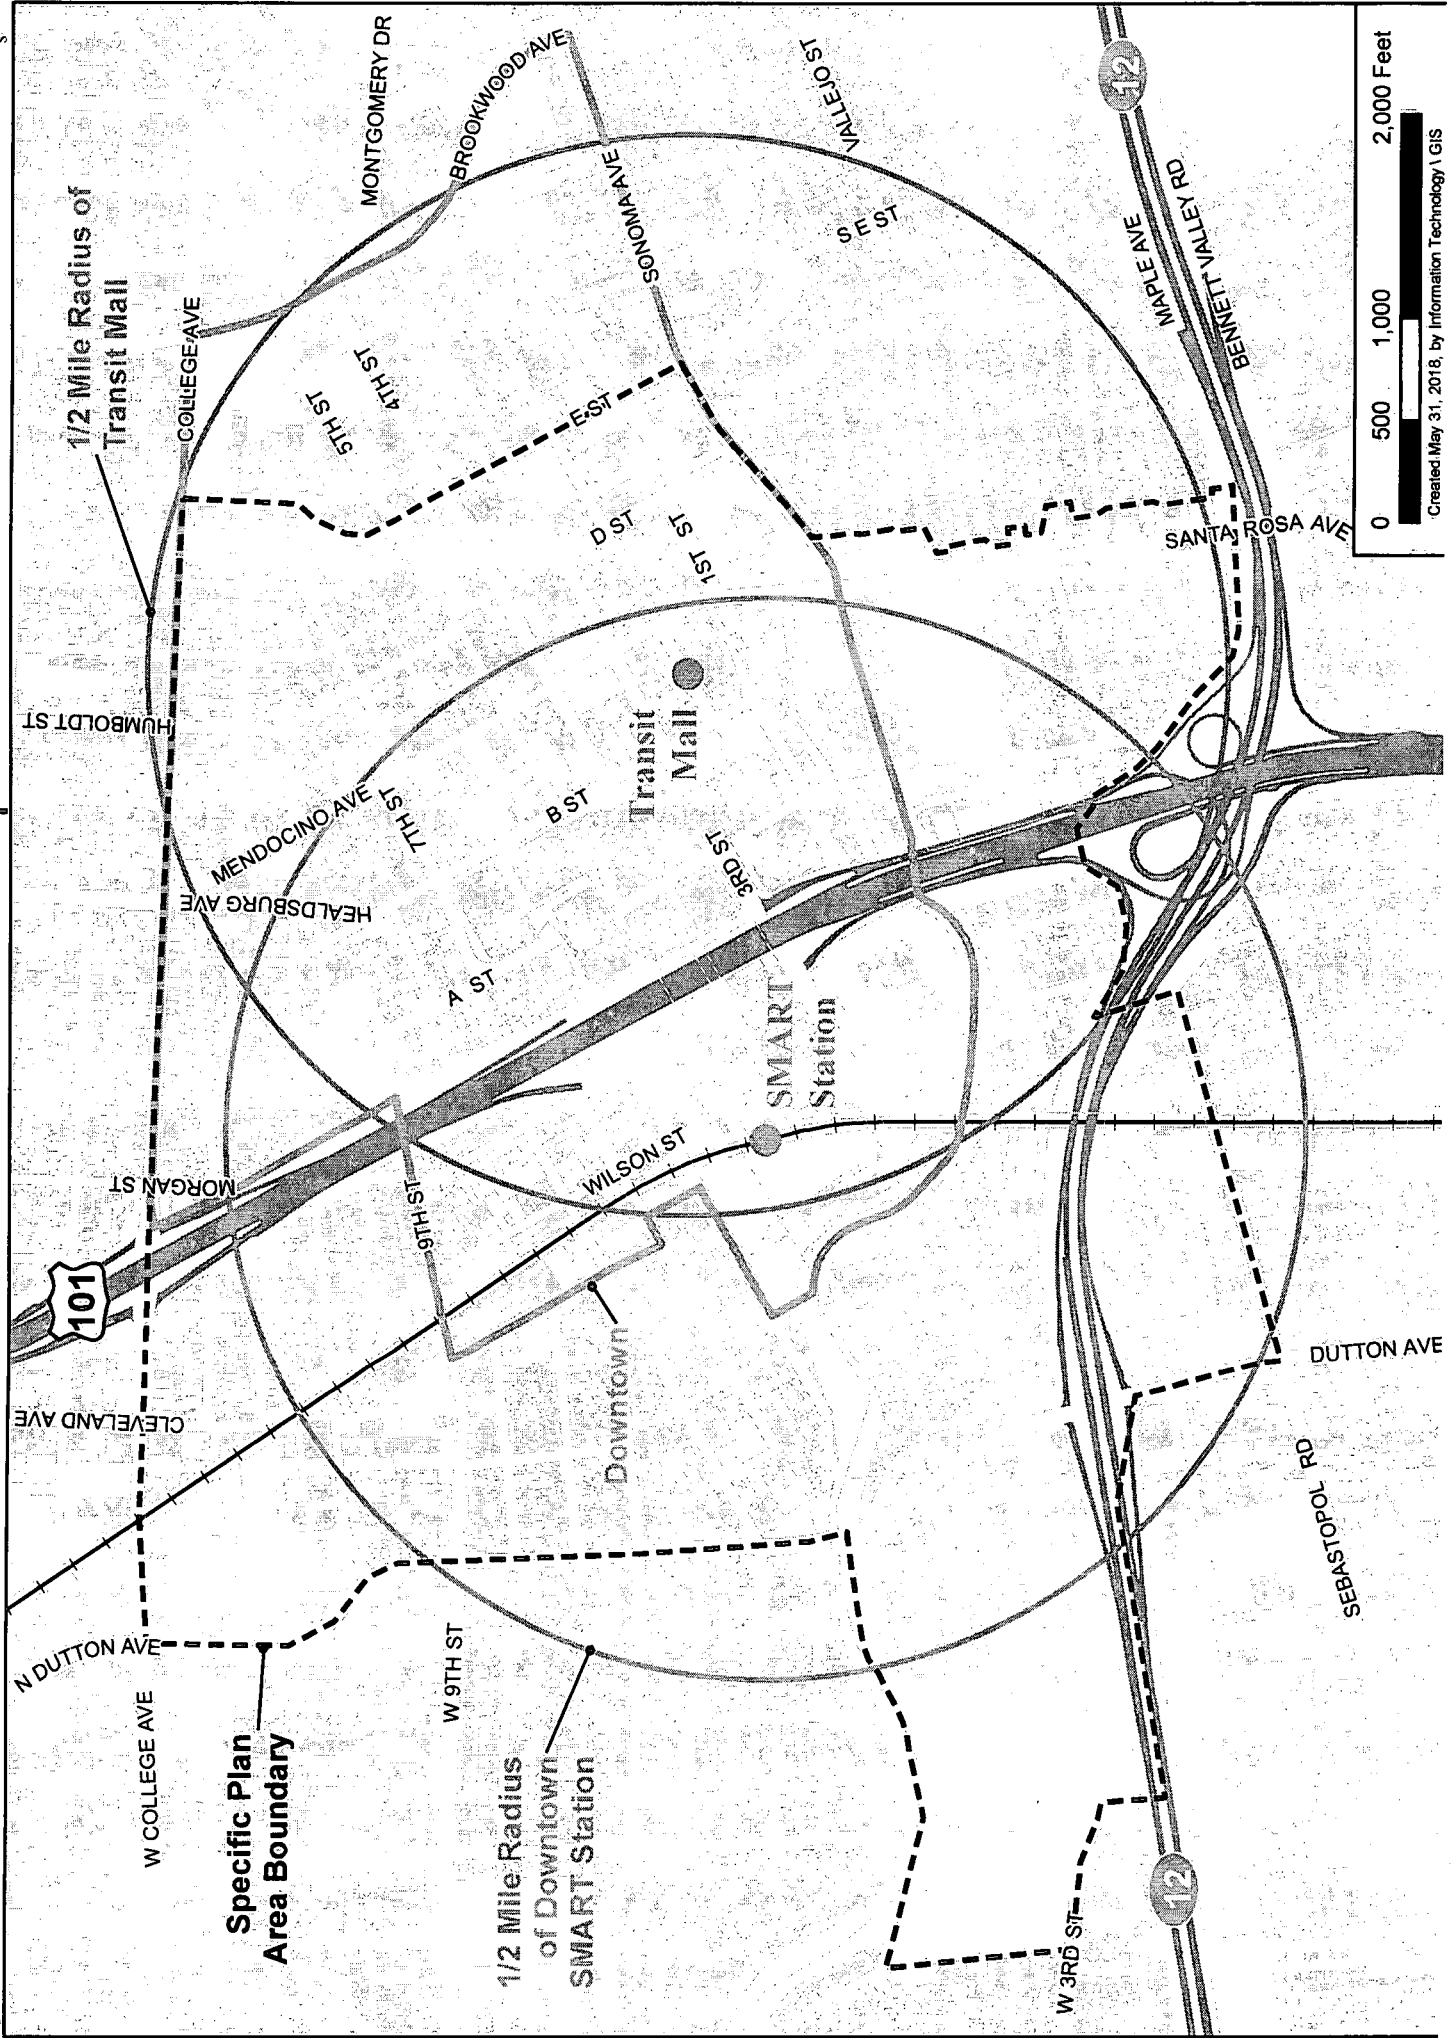 1/2 Mile Radius of
Transit Mall
MONTGOMERY DR
BROOKWOOD AVE
VALLEJO ST
12
COLLEGE AVE
SONOMA AVE
S E ST
MAPLE AVE
BENNETT VALLEY RD
5TH ST
4TH ST
E ST
D ST
1ST ST
SANTA ROSA AVE
HUMBOLDT ST
MENDOCINO AVE
HEALDSBURG AVE
7TH ST
B ST
Transit
Mall
3RD ST
A ST
SMART
Station
MORGAN ST
9TH ST
WILSON ST
101
CLEVELAND AVE
Downtown
DUTTON AVE
SEBASTOPOL RD
N DUTTON AVE
W COLLEGE AVE
W 9TH ST
Specific Plan
Area Boundary
1/2 Mile Radius
of Downtown
SMART Station
W 3RD ST
12
0 500 1,000 2,000 Feet
Created May 31, 2018, by Information Technology \ GIS